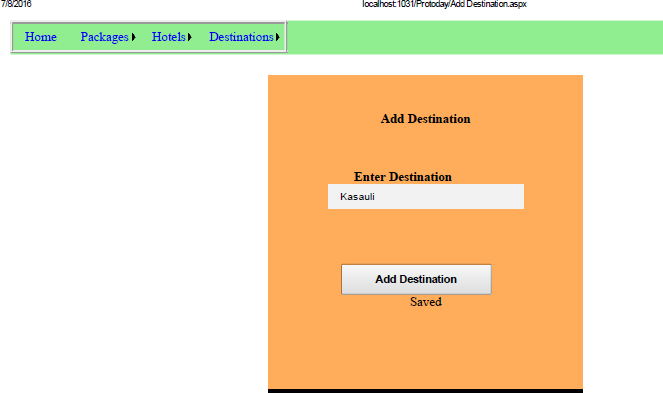 7/8/2016 localhost:1031/Protoday/Add Destination.aspx
Home Packages Hotels Destinations
Add Destination
Enter Destination
Kasauli
Add Destination
Saved